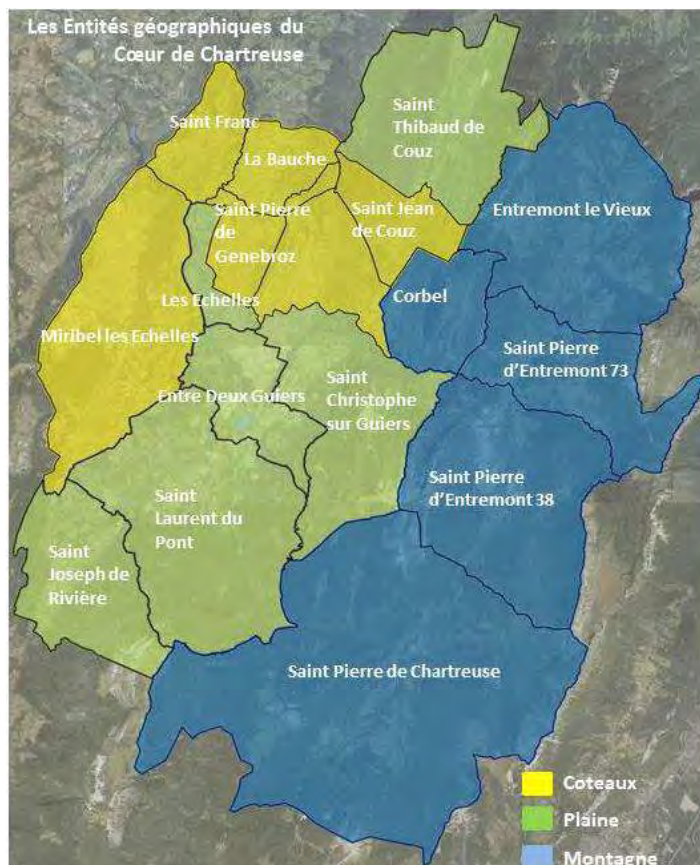 Les Entités géographiques du
Cœur de Chartreuse
Saint Franc
La Bauche
Saint
Thibaud de
Couz
Saint Pierre
de
Genebroz
Saint Jean
de Couz
Entremont le Vieux
Les Echelles
Corbel
Miribel les Echelles
Saint Pierre
d'Entremont 73
Entre Deux Guiers
Saint
Christophe
sur Guiers
Saint Pierre
d'Entremont 38
Saint
Laurent du
Pont
Saint
Joseph de
Rivière
Saint Pierre de Chartreuse
Coteaux
Plaine
Montagne